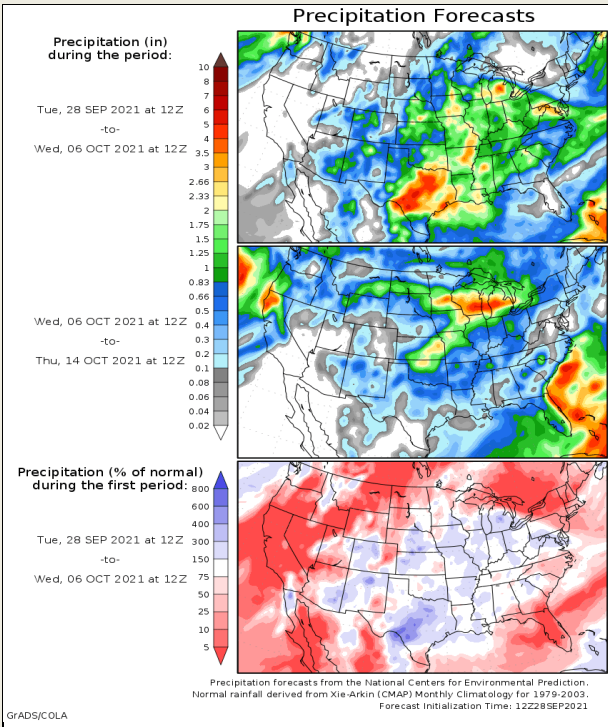 Precipitation Forecasts
Precipitation (in)
during the period:
Tue, 28 SEP 2021 at 12Z
-to-
Wed, 06 OCT 2021 at 12Z
10
8
7
6
5
4
3.5
3
2.66
2.33
2
1.75
1.5
1.25
1
0.83
0.66
0.5
0.4
0.3
0.2
0.1
0.08
0.06
0.04
0.02
Wed, 06 OCT 2021 at 12Z
-to-
Thu, 14 OCT 2021 at 12Z
Precipitation (% of normal)
during the first period:
Tue, 28 SEP 2021 at 12Z
-to-
Wed, 06 OCT 2021 at 12Z
800
600
400
300
150
75
50
25
10
5
Precipitation forecasts from the National Centers for Environmental Prediction.
Normal rainfall derived from Xie-Arkin (CMAP) Monthly Climatology for 1979-2003.
Forecast Initialization Time: 12Z28SEP2021
GrADS/COLA